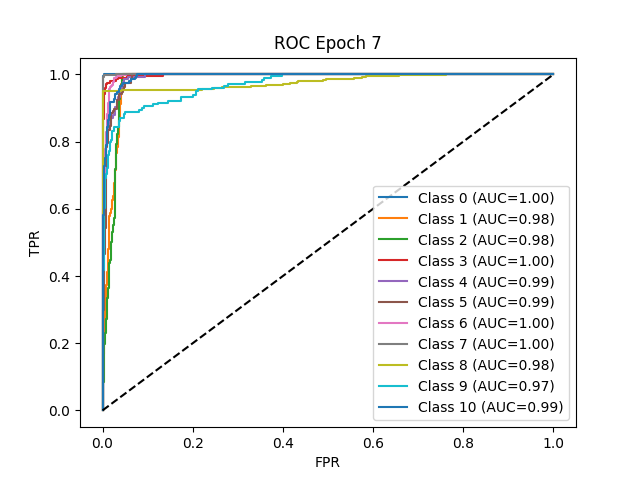 ROC Epoch 7
TPR
1.0
0.8
0.6
0.4
0.2
0.0
Class 0 (AUC=1.00)
Class 1 (AUC=0.98)
Class 2 (AUC=0.98)
Class 3 (AUC=1.00)
Class 4 (AUC=0.99)
Class 5 (AUC=0.99)
Class 6 (AUC=1.00)
Class 7 (AUC=1.00)
Class 8 (AUC=0.98)
Class 9 (AUC=0.97)
Class 10 (AUC=0.99)
0.0 0.2 0.4 0.6 0.8 1.0
FPR